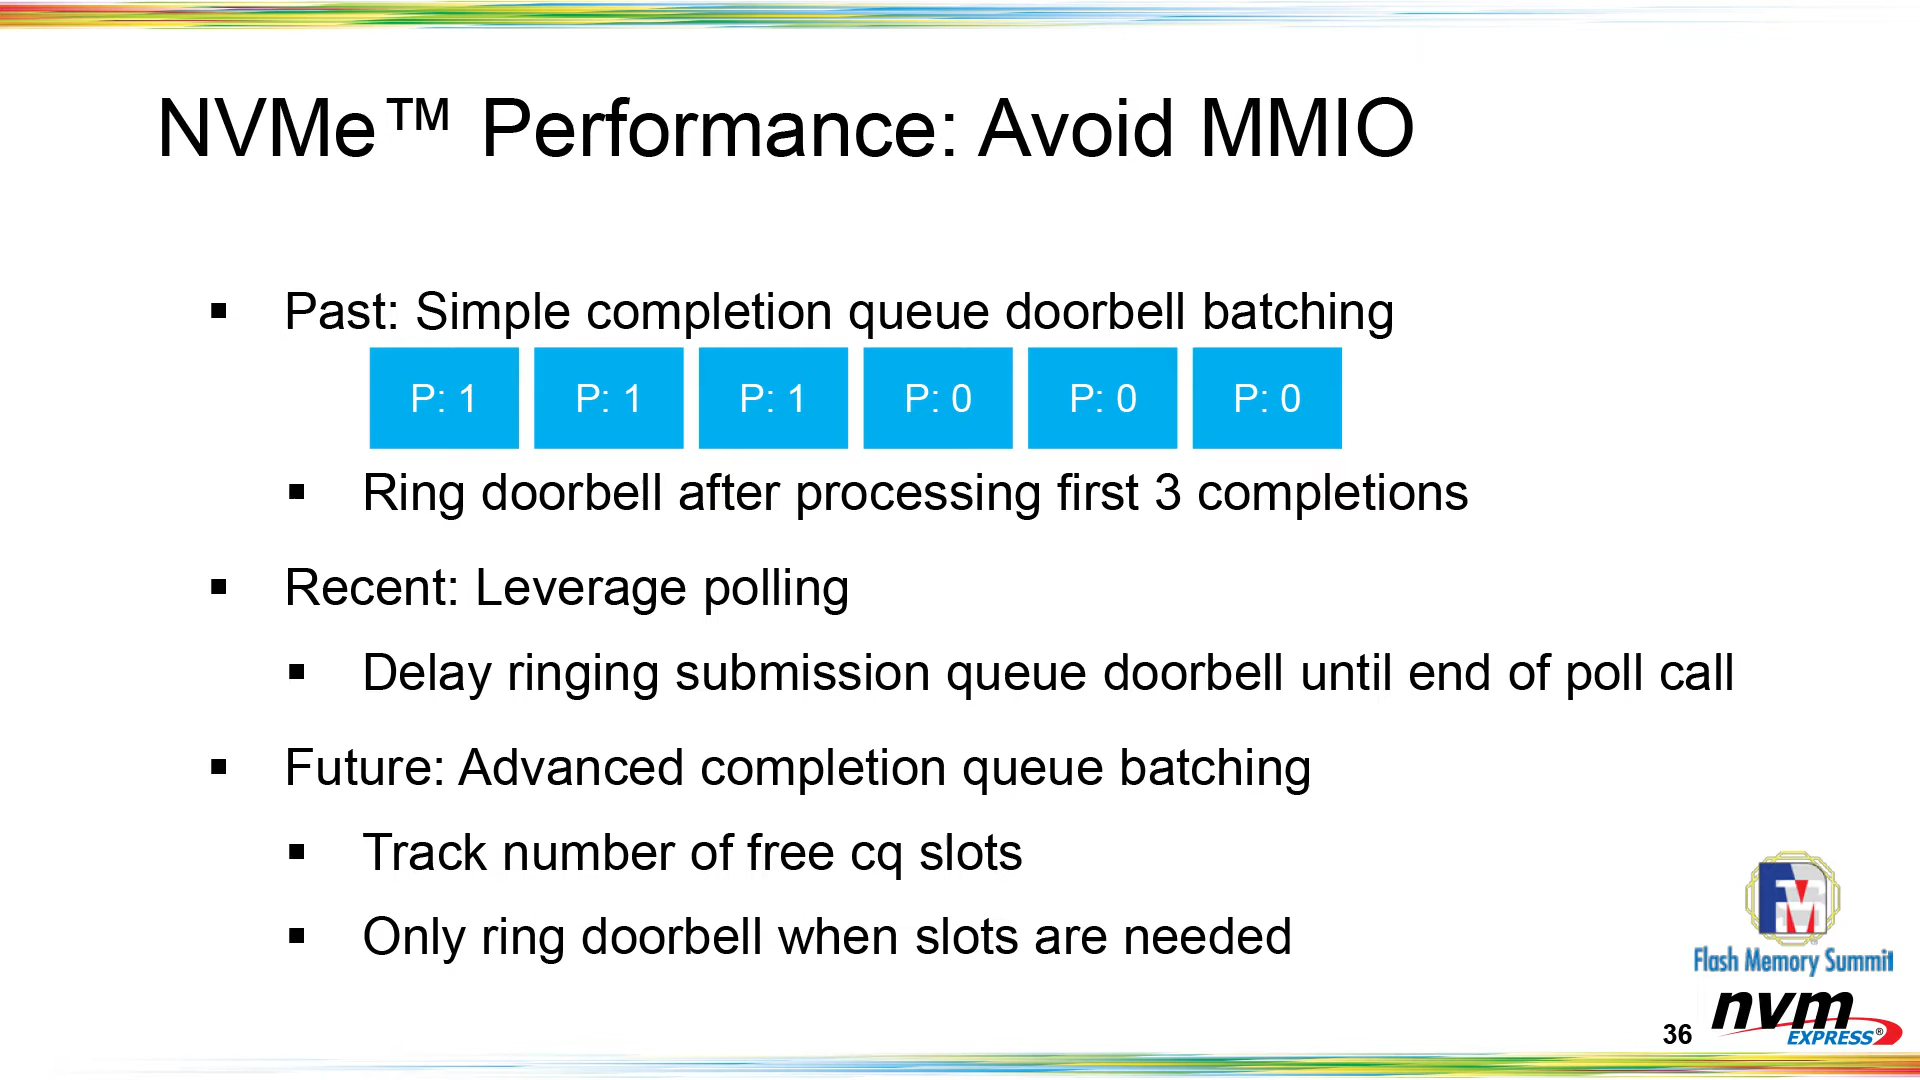 NVMe™ Performance: Avoid MMIO
▪ Past: Simple completion queue doorbell batching
P: 1 P: 1 P: 1 P: 0 P: 0 P: 0
▪ Ring doorbell after processing first 3 completions
▪ Recent: Leverage polling
▪ Delay ringing submission queue doorbell until end of poll call
▪ Future: Advanced completion queue batching
▪ Track number of free cq slots
▪ Only ring doorbell when slots are needed
Flash Memory Summit
nvm
EXPRESS®
36